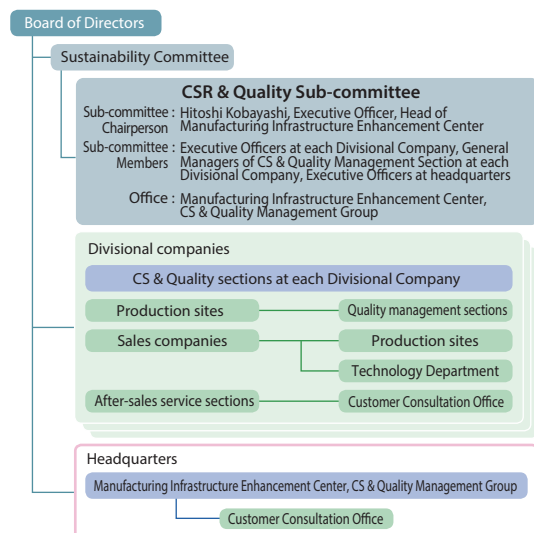 Board of Directors
Sustainability Committee
CSR & Quality Sub-committee
Sub-committee : Hitoshi Kobayashi, Executive Officer, Head of
Chairperson Manufacturing Infrastructure Enhancement Center
Sub-committee : Executive Officers at each Divisional Company, General
Members Managers of CS & Quality Management Section at each
Divisional Company, Executive Officers at headquarters
Office : Manufacturing Infrastructure Enhancement Center,
CS & Quality Management Group
Divisional companies
CS & Quality sections at each Divisional Company
Production sites Quality management sections
Sales companies Production sites
Technology Department
After-sales service sections Customer Consultation Office
Headquarters
Manufacturing Infrastructure Enhancement Center, CS & Quality Management Group
Customer Consultation Office